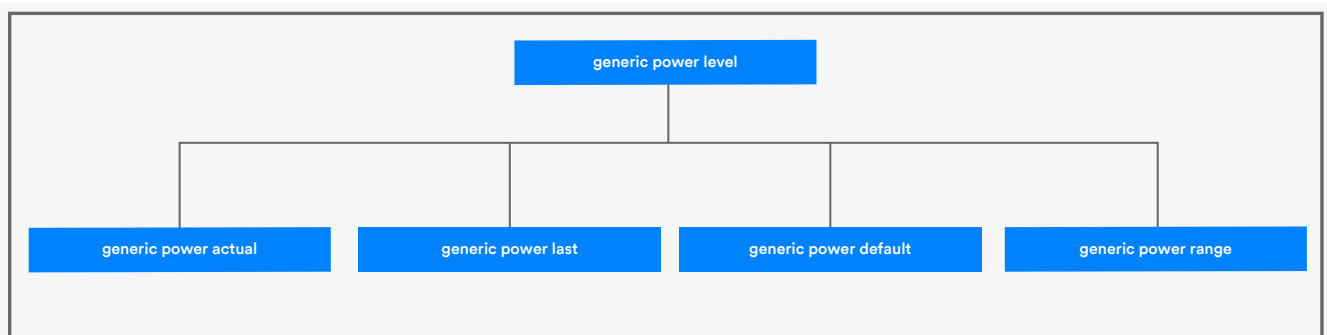 generic power level
generic power actual
generic power last
generic power default
generic power range